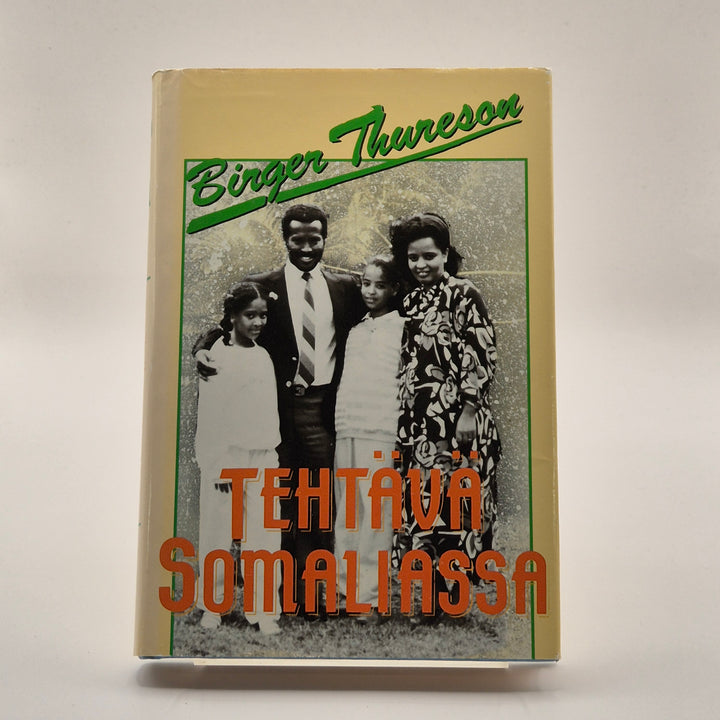 Birger Thureson
TEHTÄVÄ
SOMALIASSA